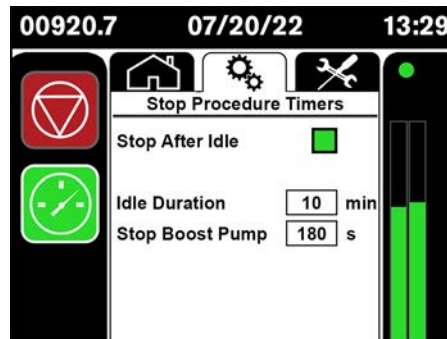 00920.7 07/20/22 13:29
Stop Procedure Timers
Stop After Idle
Idle Duration 10 min
Stop Boost Pump 180 s